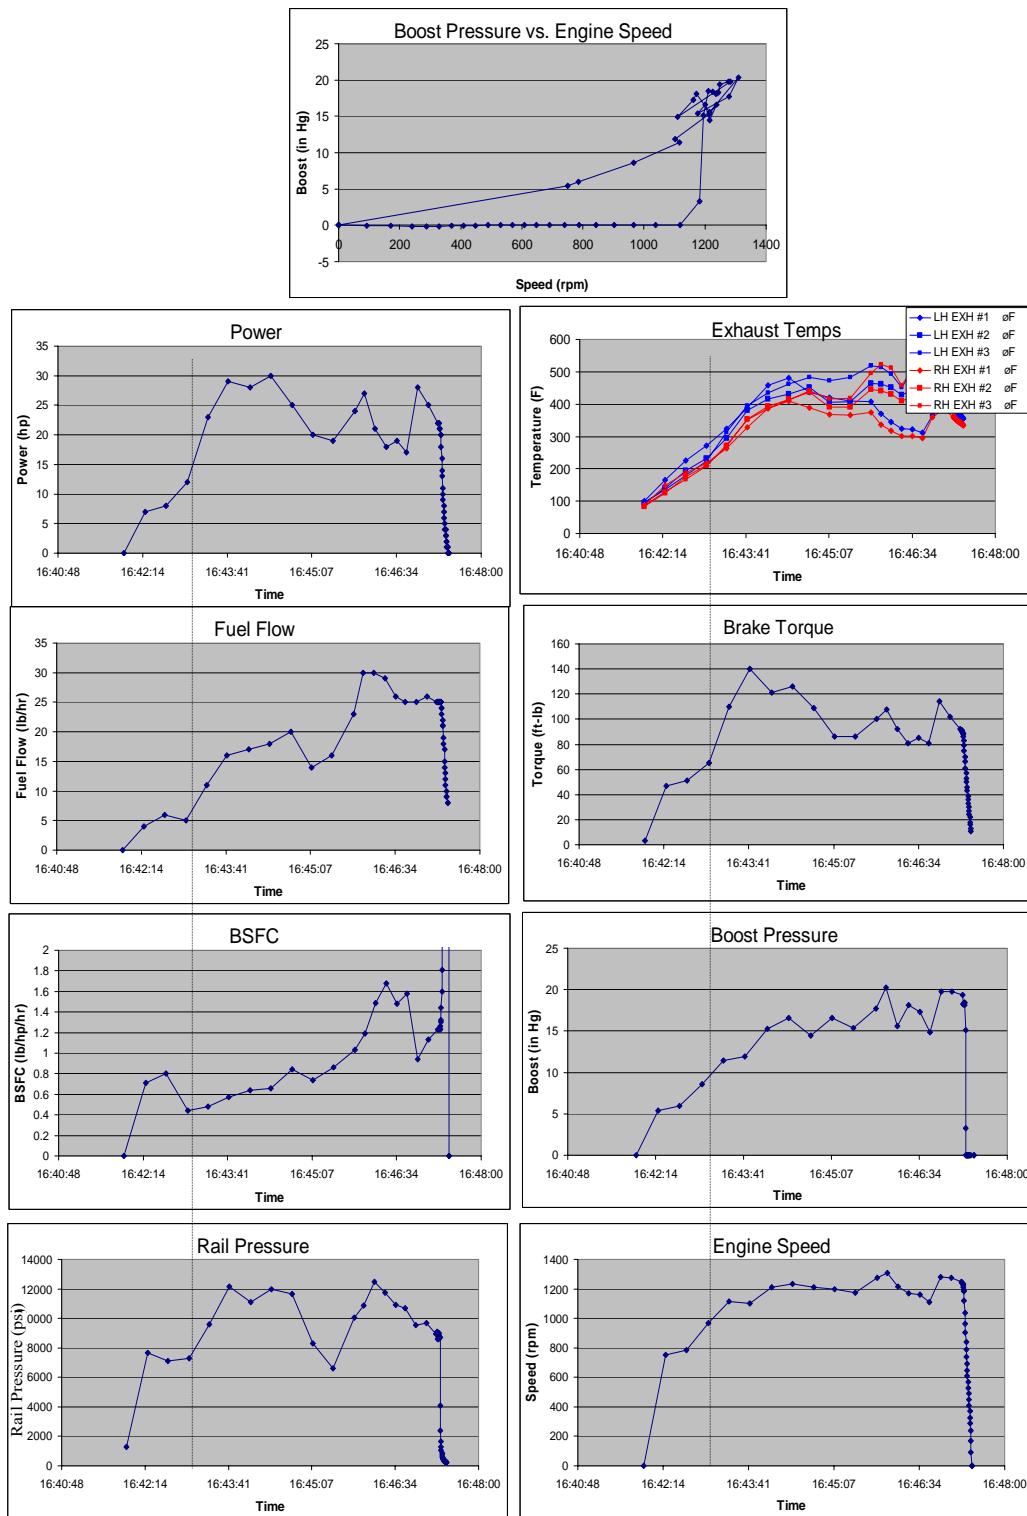 Boost Pressure vs. Engine Speed
25
20
15
10
5
0
-5
0 200 400 600 800 1000 1200 1400
Boost (in Hg)
Speed (rpm)
Power
35
30
25
20
15
10
5
0
16:40:48 16:42:14 16:43:41 16:45:07 16:46:34 16:48:00
Power (hp)
Time
Exhaust Temps
LH EXH #1 øF
LH EXH #2 øF
LH EXH #3 øF
RH EXH #1 øF
RH EXH #2 øF
RH EXH #3 øF
600
500
400
300
200
100
0
16:40:48 16:42:14 16:43:41 16:45:07 16:46:34 16:48:00
Temperature (F)
Time
Fuel Flow
35
30
25
20
15
10
5
0
16:40:48 16:42:14 16:43:41 16:45:07 16:46:34 16:48:00
Fuel Flow (lb/hr)
Time
Brake Torque
160
140
120
100
80
60
40
20
0
16:40:48 16:42:14 16:43:41 16:45:07 16:46:34 16:48:00
Torque (ft-lb)
Time
BSFC
2
1.8
1.6
1.4
1.2
1
0.8
0.6
0.4
0.2
0
16:40:48 16:42:14 16:43:41 16:45:07 16:46:34 16:48:00
BSFC (lb/hp/hr)
Time
Boost Pressure
25
20
15
10
5
0
16:40:48 16:42:14 16:43:41 16:45:07 16:46:34 16:48:00
Boost (in Hg)
Time
Rail Pressure
14000
12000
10000
8000
6000
4000
2000
0
16:40:48 16:42:14 16:43:41 16:45:07 16:46:34 16:48:00
Rail Pressure (psi)
Time
Engine Speed
1400
1200
1000
800
600
400
200
0
16:40:48 16:42:14 16:43:41 16:45:07 16:46:34 16:48:00
Speed (rpm)
Time